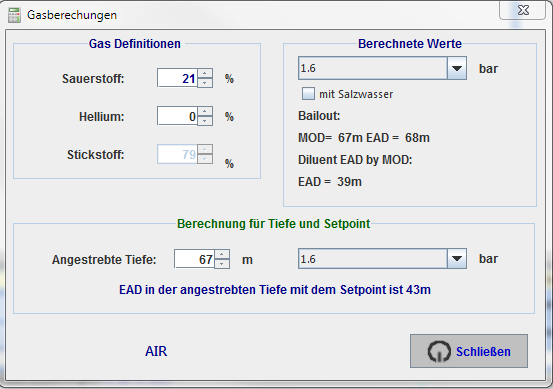 Gasberechungen
Gas Definitionen
Sauerstoff: 21 %
Hellium: 0 %
Stickstoff: 79 %
Berechnete Werte
1.6 bar
mit Salzwasser
Bailout:
MOD= 67m EAD = 68m
Diluent EAD by MOD:
EAD = 39m
Berechnung für Tiefe und Setpoint
Angestrebte Tiefe: 67 m 1.6 bar
EAD in der angestrebten Tiefe mit dem Setpoint ist 43m
AIR
Schließen